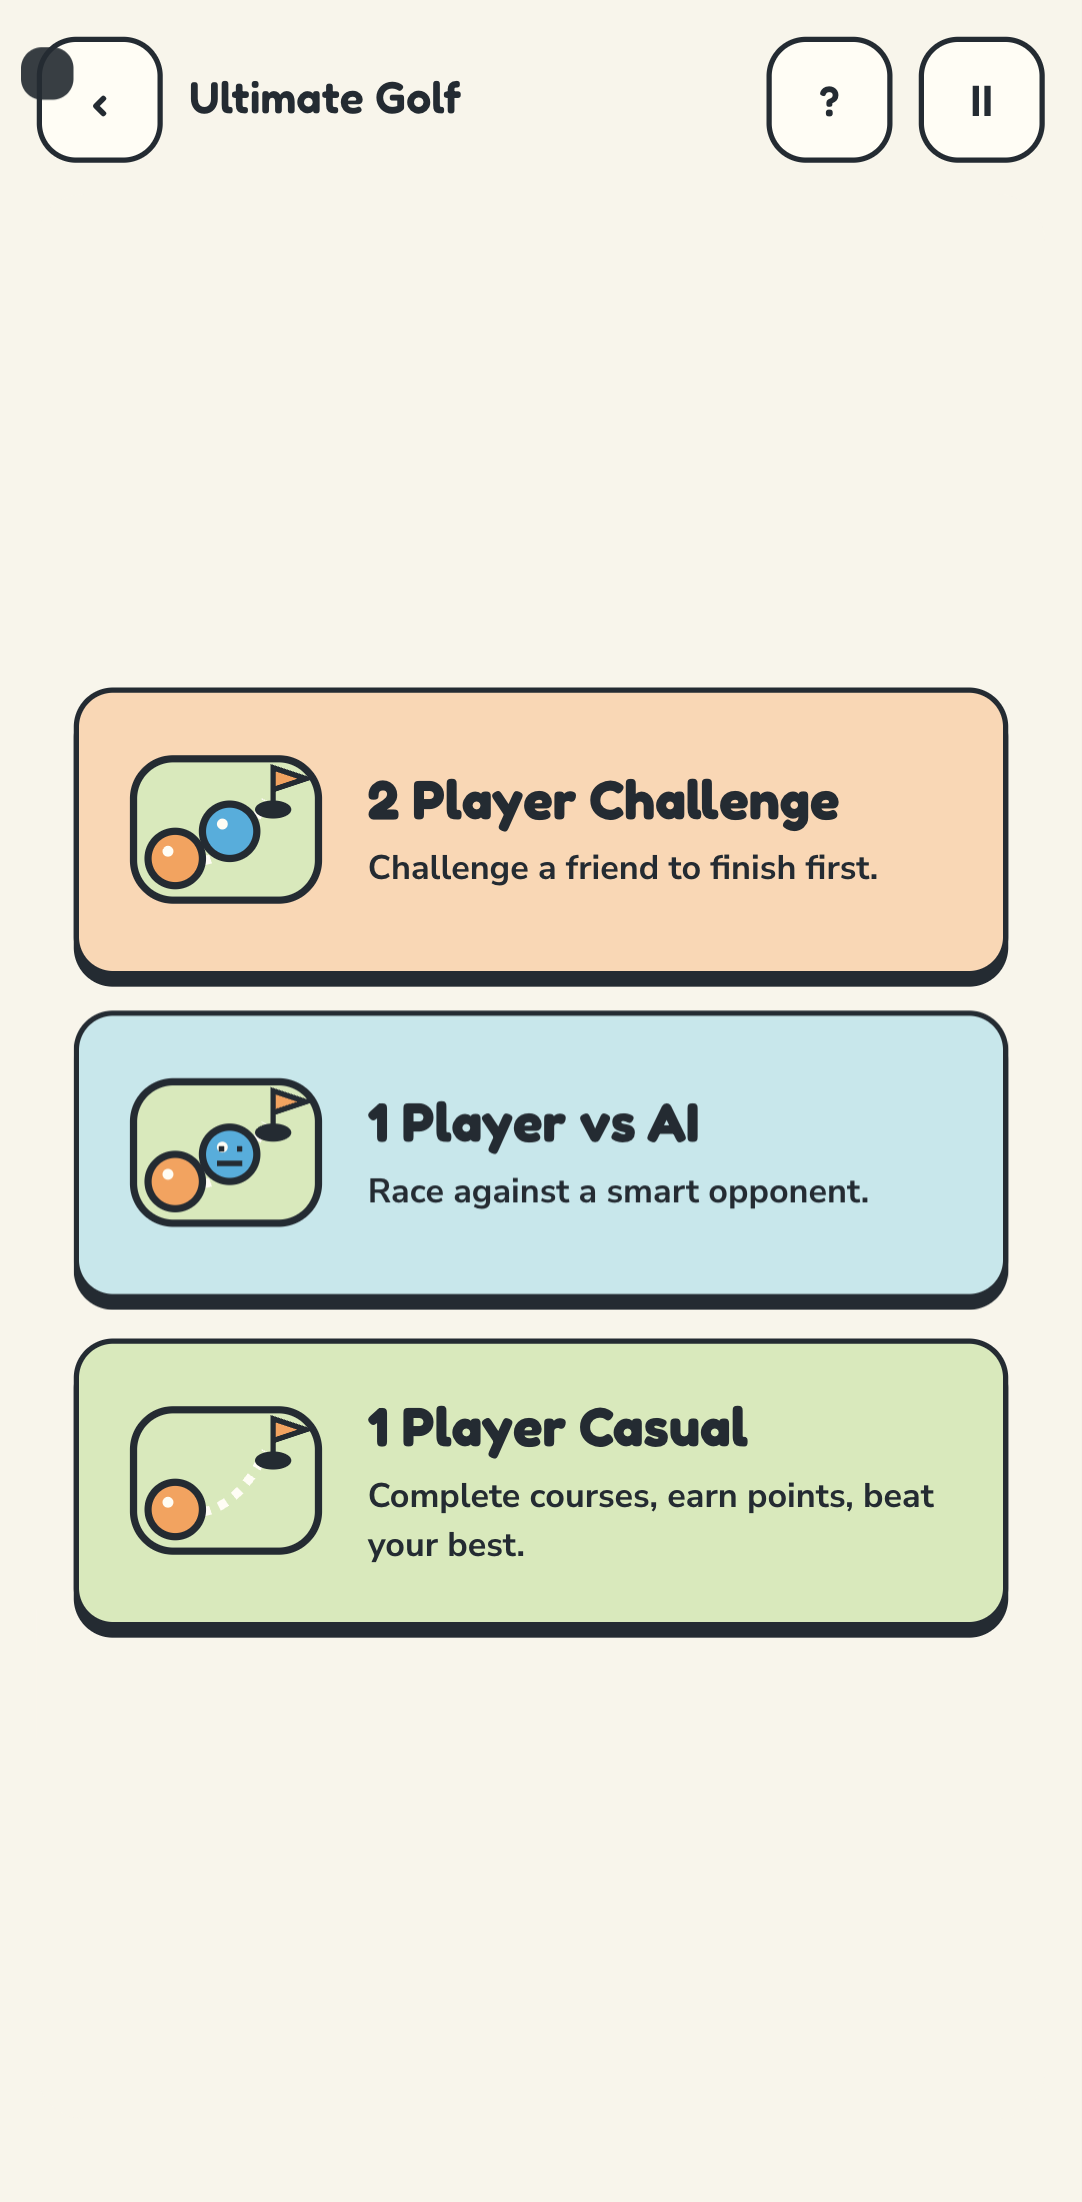 Ultimate Golf
?
2 Player Challenge
Challenge a friend to finish first.
1 Player vs AI
Race against a smart opponent.
1 Player Casual
Complete courses, earn points, beat
your best.